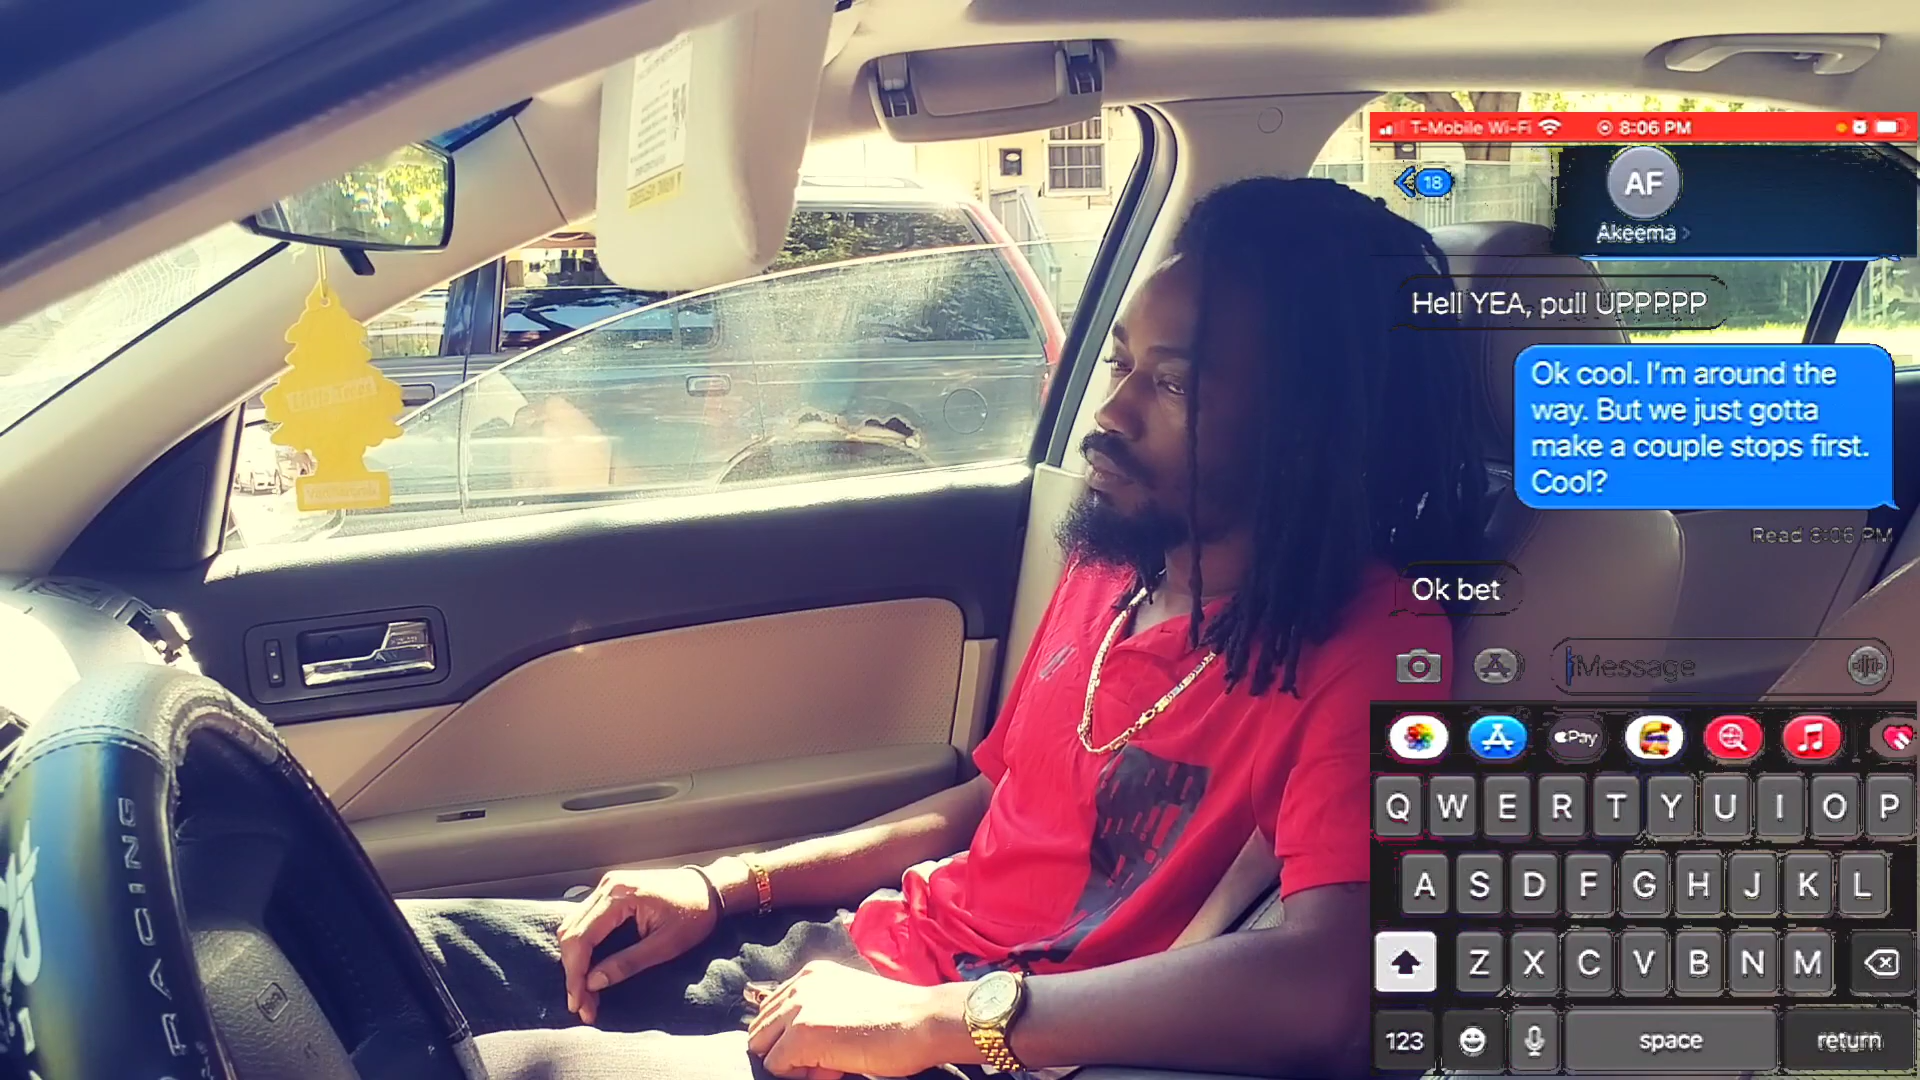 T-Mobile Wi-Fi
8:06 PM
18
AF
Akeema
Hell YEA, pull UPPPPP
Ok cool. I'm around the
way. But we just gotta
make a couple stops first.
Cool?
Read 8:06 PM
Ok bet
Message
Pay
Q W E R T Y U I O P
A S D F G H J K L
Z X C V B N M
123
space
return
RACING